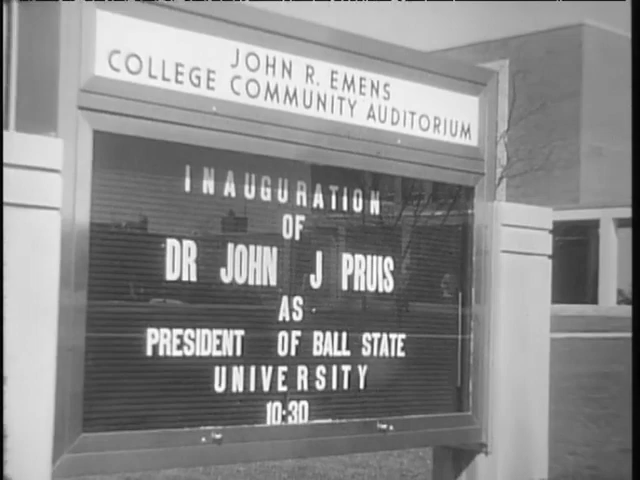 JOHN R. EMENS
COLLEGE COMMUNITY AUDITORIUM
INAUGURATION
OF
DR JOHN J PRUIS
AS
PRESIDENT OF BALL STATE
UNIVERSITY
10:30